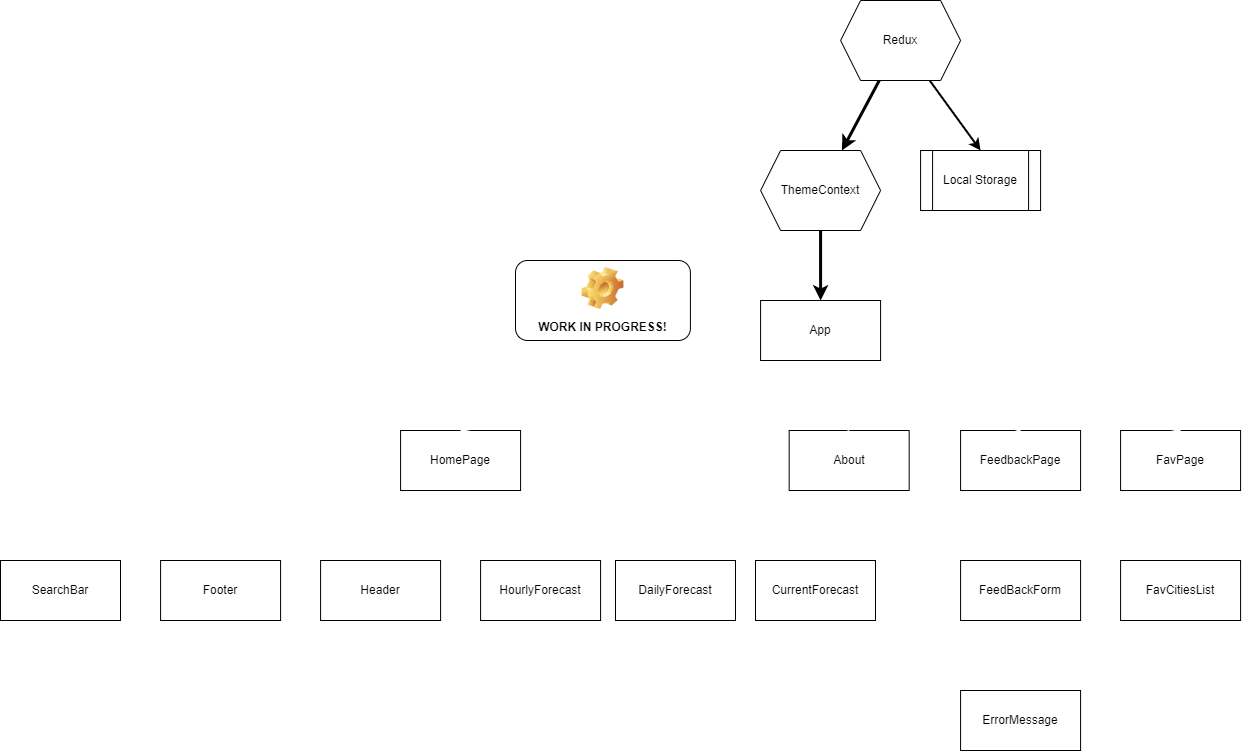 Redux
ThemeContext
Local Storage
WORK IN PROGRESS!
App
HomePage
About
FeedbackPage
FavPage
SearchBar
Footer
Header
HourlyForecast
DailyForecast
CurrentForecast
FeedBackForm
FavCitiesList
ErrorMessage